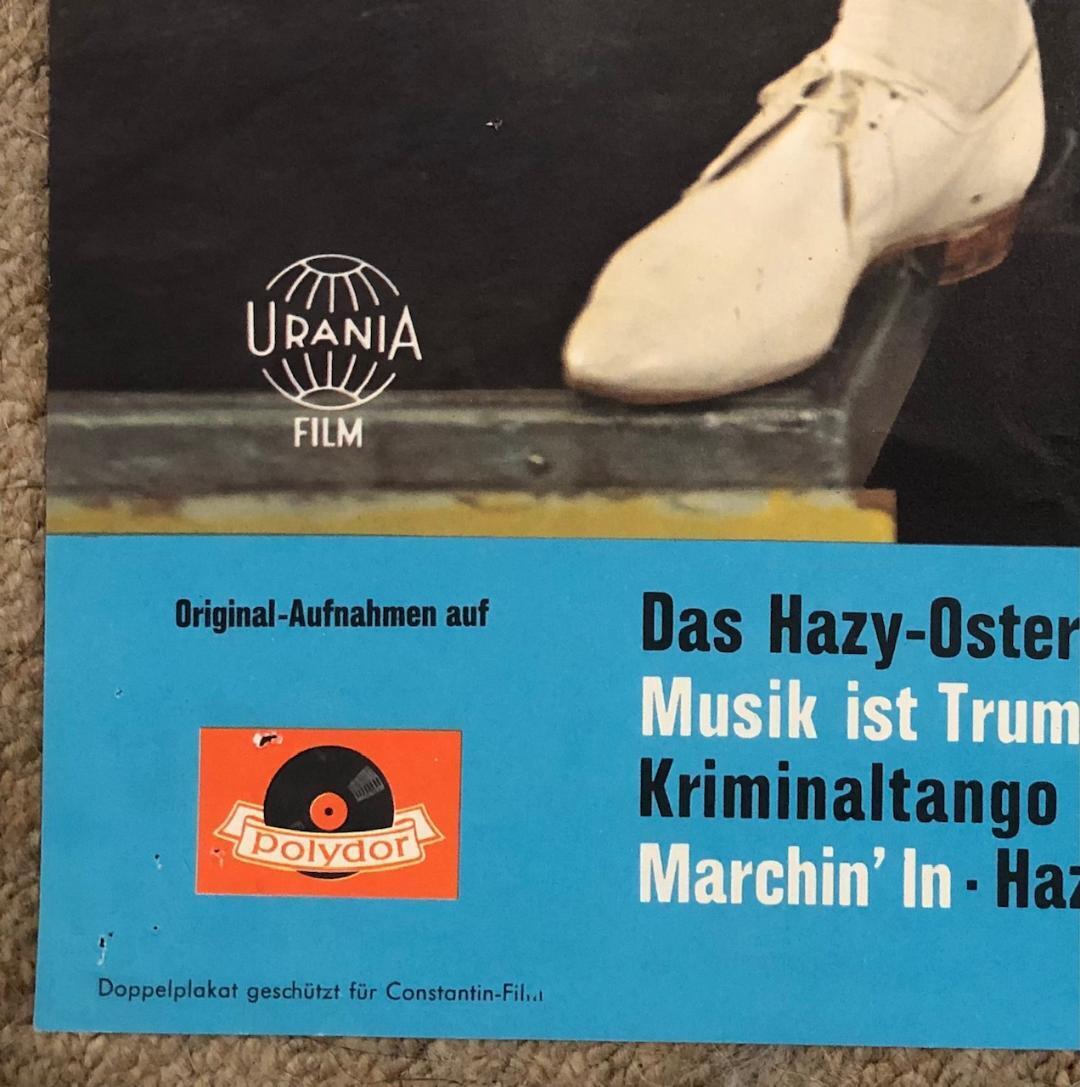 URANIA
FILM
Original-Aufnahmen auf
polydor
Das Hazy-Oster
Musik ist Trum
Kriminaltango
Marchin' In · Haz
Doppelplakat geschützt für Constantin-Film